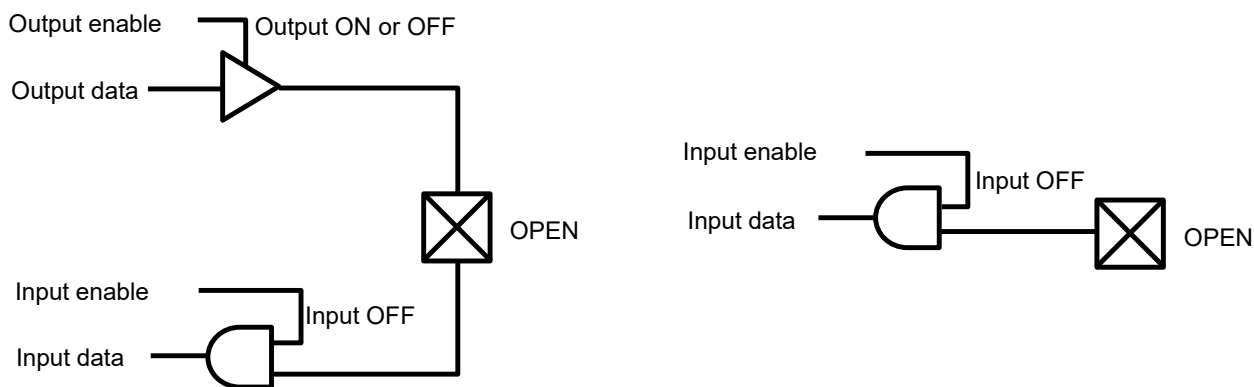 Output enable
Output ON or OFF
Output data
OPEN
Input enable
Input OFF
Input data
Input enable
Input OFF
Input data
OPEN